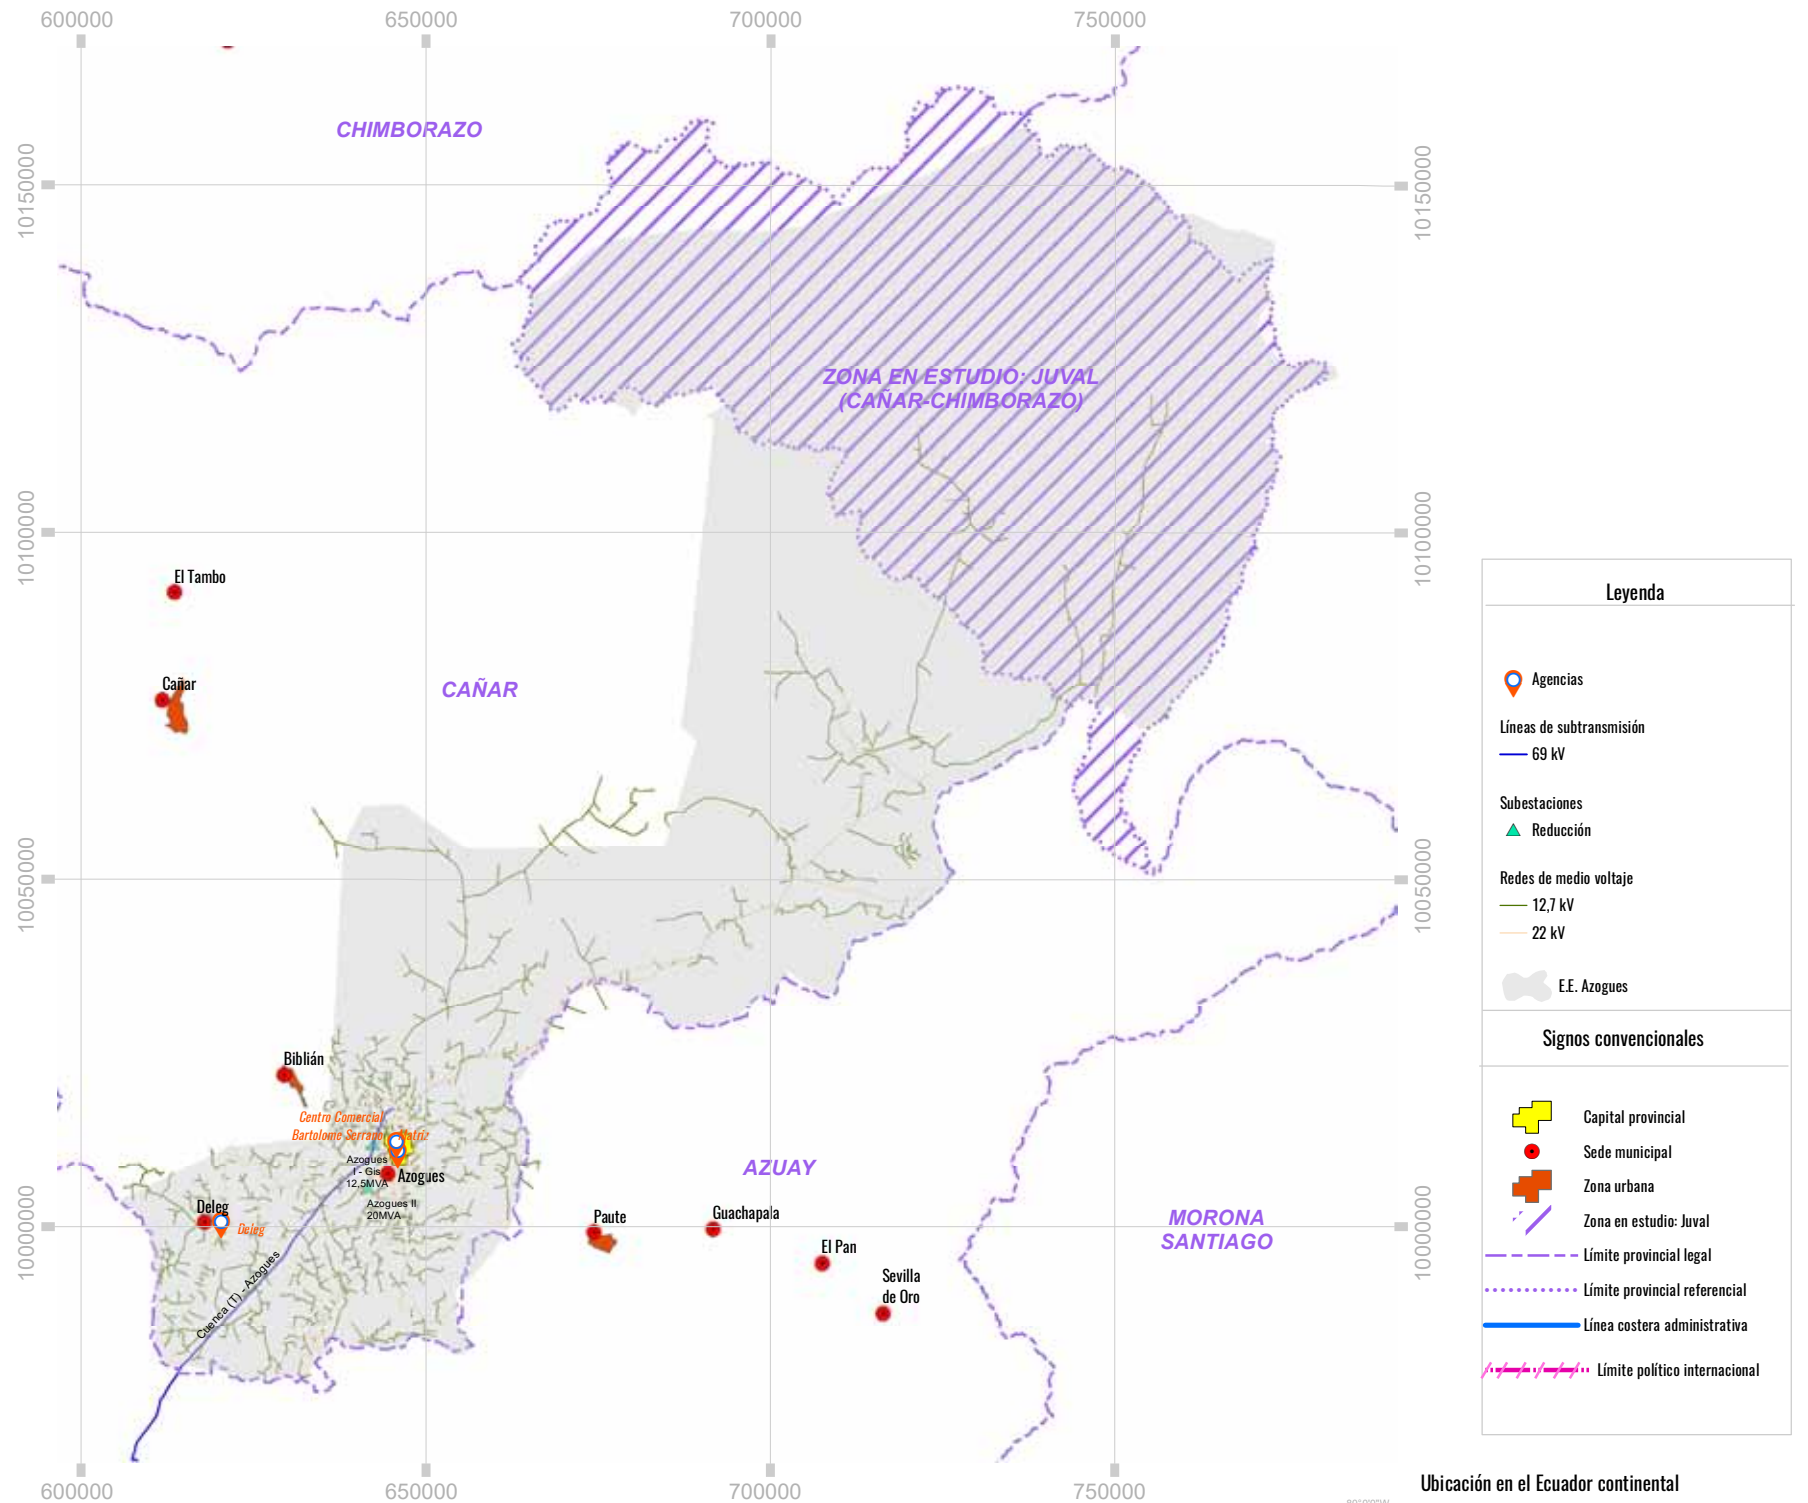 600000
650000
700000
750000
CHIMBORAZO
10150000
10150000
ZONA EN ESTUDIO: JUVAL
(CAÑAR-CHIMBORAZO)
10100000
10100000
El Tambo
Cañar
CAÑAR
10050000
10050000
Biblián
Centro Comercial
Bartolome Serrano
Matriz
Azogues
I - Gis
12,5MVA
Azogues
Azogues II
20MVA
AZUAY
Deleg
Deleg
Paute
Guachapala
El Pan
Sevilla
de Oro
MORONA
SANTIAGO
10000000
10000000
Cuenca (T) - Azogues
600000
650000
700000
750000
Leyenda
Agencias
Líneas de subtransmisión
69 kV
Subestaciones
Reducción
Redes de medio voltaje
12,7 kV
22 kV
E.E. Azogues
Signos convencionales
Capital provincial
Sede municipal
Zona urbana
Zona en estudio: Juval
Límite provincial legal
Límite provincial referencial
Línea costera administrativa
Límite político internacional
Ubicación en el Ecuador continental